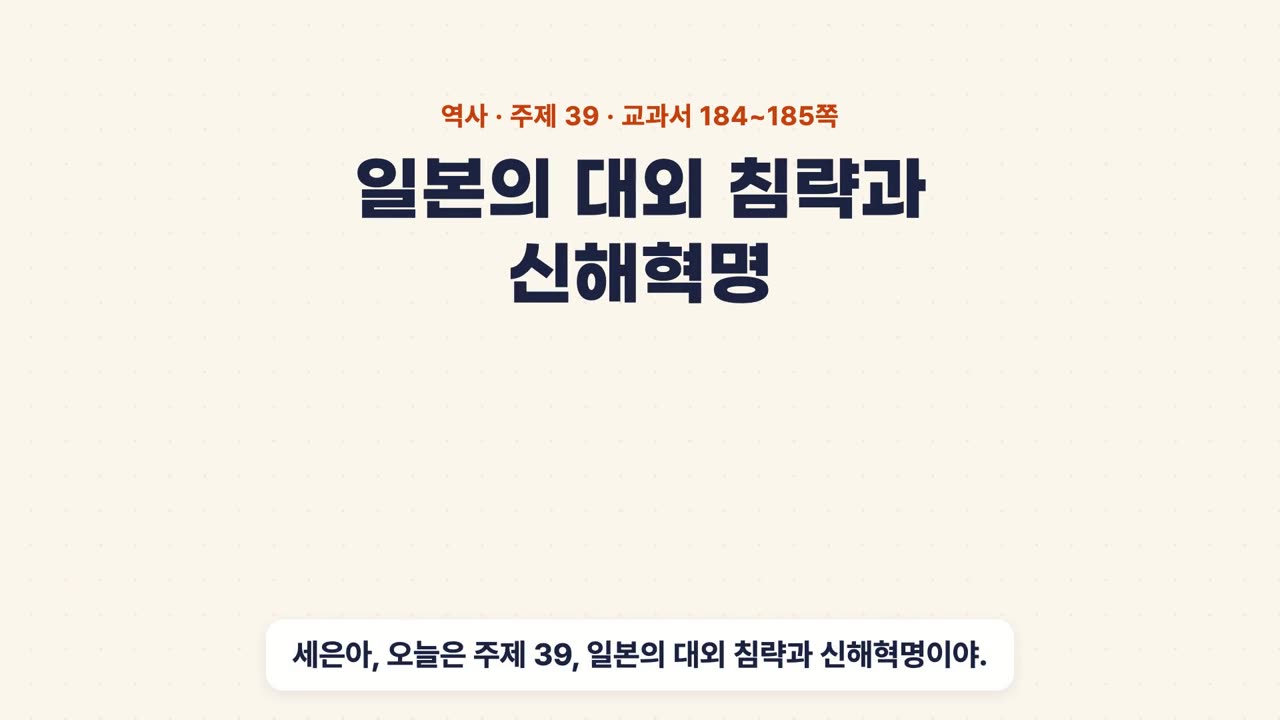 역사 · 주제 39 · 교과서 184~185쪽
일본의 대외 침략과
신해혁명
세은아, 오늘은 주제 39, 일본의 대외 침략과 신해혁명이야.